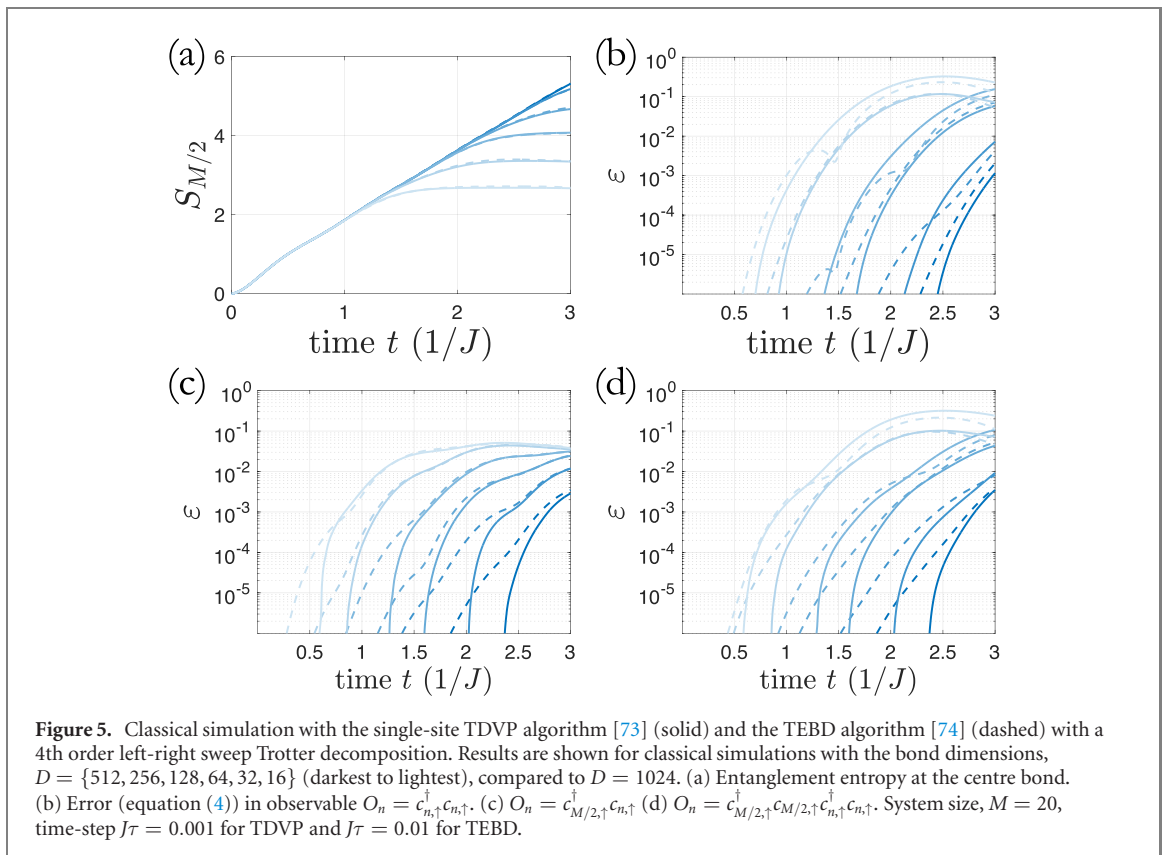 (a)
6
4
2
0
S_{M/2}
0 1 2 3
time t (1/J)
(b)
10^0
10^{-1}
10^{-2}
10^{-3}
10^{-4}
10^{-5}
ε
0.5 1 1.5 2 2.5 3
time t (1/J)
(c)
10^0
10^{-1}
10^{-2}
10^{-3}
10^{-4}
10^{-5}
ε
0.5 1 1.5 2 2.5 3
time t (1/J)
(d)
10^0
10^{-1}
10^{-2}
10^{-3}
10^{-4}
10^{-5}
ε
0.5 1 1.5 2 2.5 3
time t (1/J)
Figure 5. Classical simulation with the single-site TDVP algorithm [73] (solid) and the TEBD algorithm [74] (dashed) with a
4th order left-right sweep Trotter decomposition. Results are shown for classical simulations with the bond dimensions,
D = {512, 256, 128, 64, 32, 16} (darkest to lightest), compared to D = 1024. (a) Entanglement entropy at the centre bond.
(b) Error (equation (4)) in observable O_n = c^†_{n,↑}c_{n,↑}. (c) O_n = c^†_{M/2,↑}c_{n,↑} (d) O_n = c^†_{M/2,↑}c_{M/2,↑}c^†_{n,↑}c_{n,↑}. System size, M = 20,
time-step Jτ = 0.001 for TDVP and Jτ = 0.01 for TEBD.